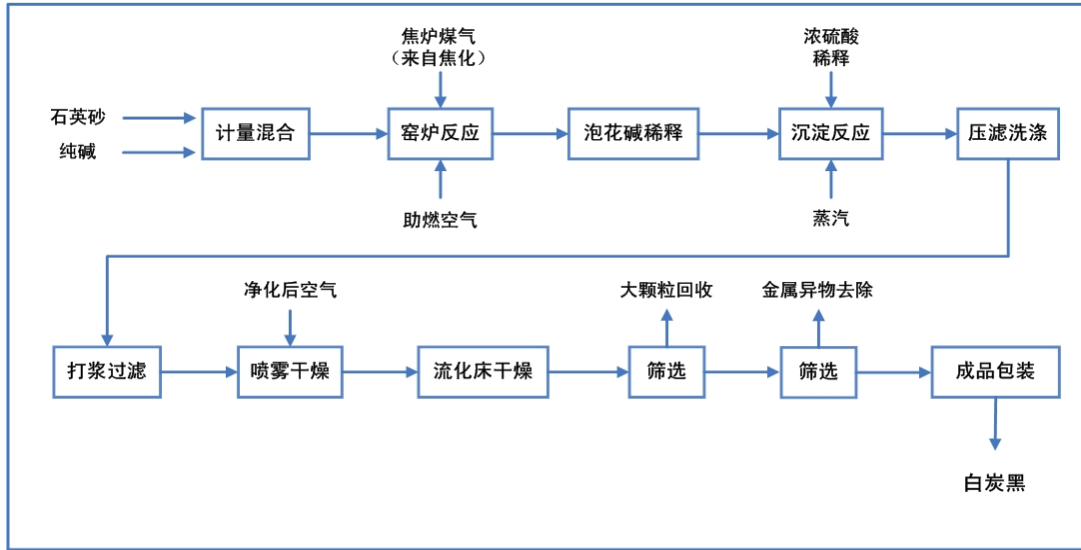 焦炉煤气
（来自焦化）
浓硫酸
稀释
石英砂
纯碱
计量混合
窑炉反应
泡花碱稀释
沉淀反应
压滤洗涤
助燃空气
蒸汽
净化后空气
大颗粒回收
金属异物去除
打浆过滤
喷雾干燥
流化床干燥
筛选
筛选
成品包装
白炭黑